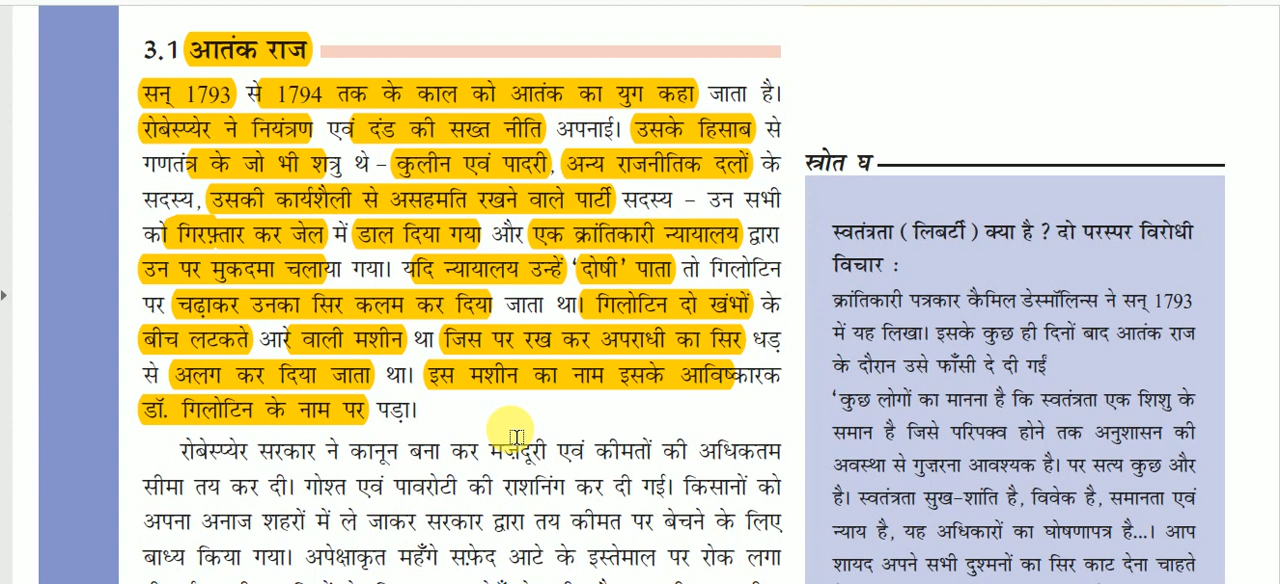 3.1 आतंक राज
सन् 1793 से 1794 तक के काल को आतंक का युग कहा जाता है।
रोबेस्प्येर ने नियंत्रण एवं दंड की सख्त नीति अपनाई। उसके हिसाब से
गणतंत्र के जो भी शत्रु थे – कुलीन एवं पादरी, अन्य राजनीतिक दलों के
सदस्य, उसकी कार्यशैली से असहमति रखने वाले पार्टी सदस्य – उन सभी
को गिरफ़्तार कर जेल में डाल दिया गया और एक क्रांतिकारी न्यायालय द्वारा
उन पर मुकदमा चलाया गया। यदि न्यायालय उन्हें ‘दोषी’ पाता तो गिलोटिन
पर चढ़ाकर उनका सिर कलम कर दिया जाता था। गिलोटिन दो खंभों के
बीच लटकते आरे वाली मशीन था जिस पर रख कर अपराधी का सिर धड़
से अलग कर दिया जाता था। इस मशीन का नाम इसके आविष्कारक
डॉ. गिलोटिन के नाम पर पड़ा।
रोबेस्प्येर सरकार ने कानून बना कर मज़दूरी एवं कीमतों की अधिकतम
सीमा तय कर दी। गोश्त एवं पावरोटी की राशनिंग कर दी गई। किसानों को
अपना अनाज शहरों में ले जाकर सरकार द्वारा तय कीमत पर बेचने के लिए
बाध्य किया गया। अपेक्षाकृत महँगे सफ़ेद आटे के इस्तेमाल पर रोक लगा
स्त्रोत घ
स्वतंत्रता ( लिबर्टी ) क्या है ? दो परस्पर विरोधी
विचार :
क्रांतिकारी पत्रकार कैमिल डेस्मॉलिन्स ने सन् 1793
में यह लिखा। इसके कुछ ही दिनों बाद आतंक राज
के दौरान उसे फाँसी दे दी गई
‘कुछ लोगों का मानना है कि स्वतंत्रता एक शिशु के
समान है जिसे परिपक्व होने तक अनुशासन की
अवस्था से गुज़रना आवश्यक है। पर सत्य कुछ और
है। स्वतंत्रता सुख-शांति है, विवेक है, समानता एवं
न्याय है, यह अधिकारों का घोषणापत्र है...। आप
शायद अपने सभी दुश्मनों का सिर काट देना चाहते